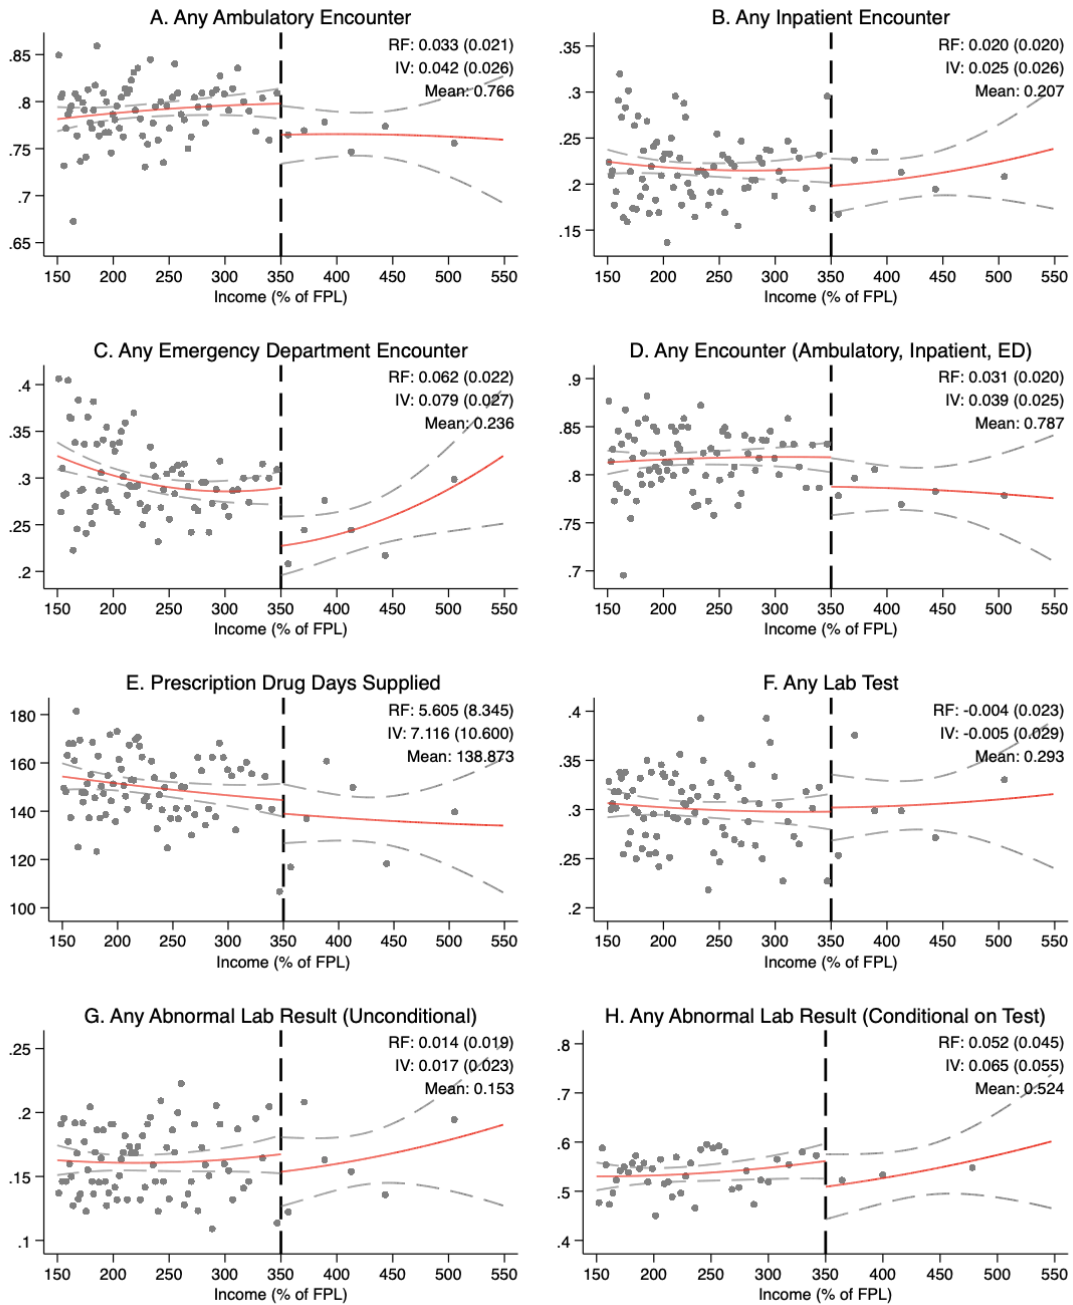 A. Any Ambulatory Encounter
RF: 0.033 (0.021)
IV: 0.042 (0.026)
Mean: 0.766
.85
.8
.75
.7
.65
150 200 250 300 350 400 450 500 550
Income (% of FPL)
B. Any Inpatient Encounter
RF: 0.020 (0.020)
IV: 0.025 (0.026)
Mean: 0.207
.35
.3
.25
.2
.15
150 200 250 300 350 400 450 500 550
Income (% of FPL)
C. Any Emergency Department Encounter
RF: 0.062 (0.022)
IV: 0.079 (0.027)
Mean: 0.236
.4
.35
.3
.25
.2
150 200 250 300 350 400 450 500 550
Income (% of FPL)
D. Any Encounter (Ambulatory, Inpatient, ED)
RF: 0.031 (0.020)
IV: 0.039 (0.025)
Mean: 0.787
.9
.85
.8
.75
.7
150 200 250 300 350 400 450 500 550
Income (% of FPL)
E. Prescription Drug Days Supplied
RF: 5.605 (8.345)
IV: 7.116 (10.600)
Mean: 138.873
180
160
140
120
100
150 200 250 300 350 400 450 500 550
Income (% of FPL)
F. Any Lab Test
RF: -0.004 (0.023)
IV: -0.005 (0.029)
Mean: 0.293
.4
.35
.3
.25
.2
150 200 250 300 350 400 450 500 550
Income (% of FPL)
G. Any Abnormal Lab Result (Unconditional)
RF: 0.014 (0.019)
IV: 0.017 (0.023)
Mean: 0.153
.25
.2
.15
.1
150 200 250 300 350 400 450 500 550
Income (% of FPL)
H. Any Abnormal Lab Result (Conditional on Test)
RF: 0.052 (0.045)
IV: 0.065 (0.055)
Mean: 0.524
.8
.7
.6
.5
.4
150 200 250 300 350 400 450 500 550
Income (% of FPL)